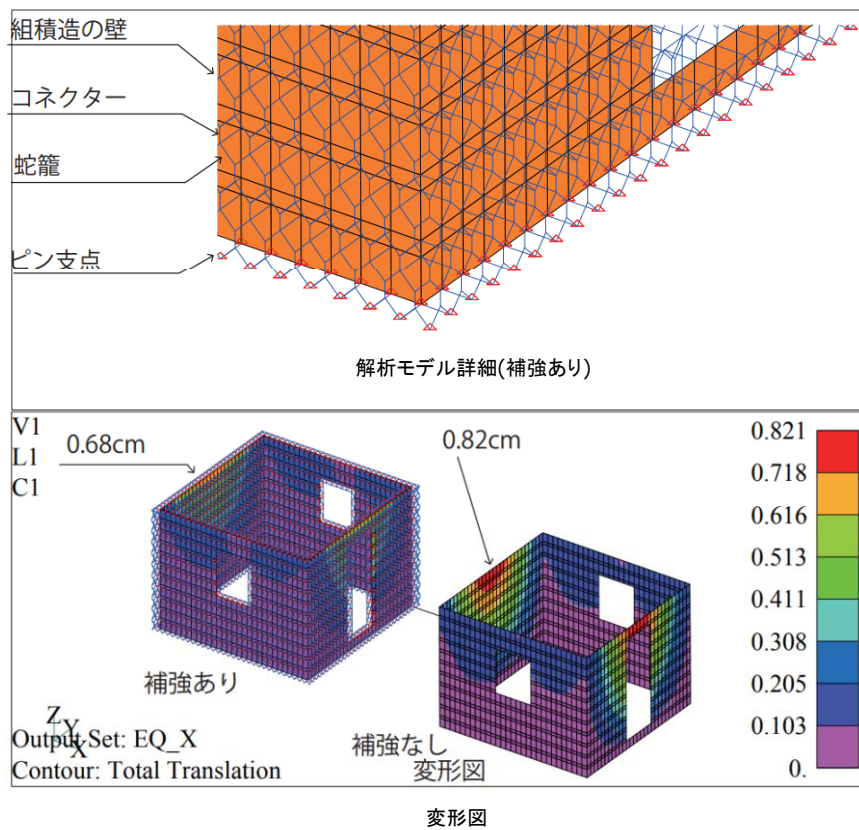 組積造の壁
コネクター
蛇籠
ピン支点
解析モデル詳細(補強あり)
V1
L1
C1
0.68cm
0.82cm
0.821
0.718
0.616
0.513
0.411
0.308
0.205
0.103
0.
補強あり
補強なし
変形図
Z
Y
X
Output Set: EQ_X
Contour: Total Translation
変形図